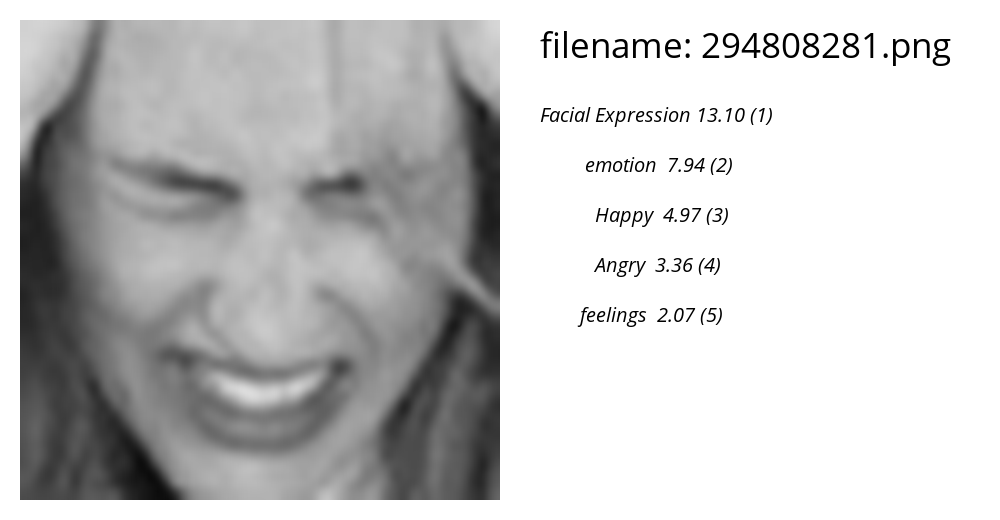 filename: 294808281.png
Facial Expression 13.10 (1)
emotion 7.94 (2)
Happy 4.97 (3)
Angry 3.36 (4)
feelings 2.07 (5)